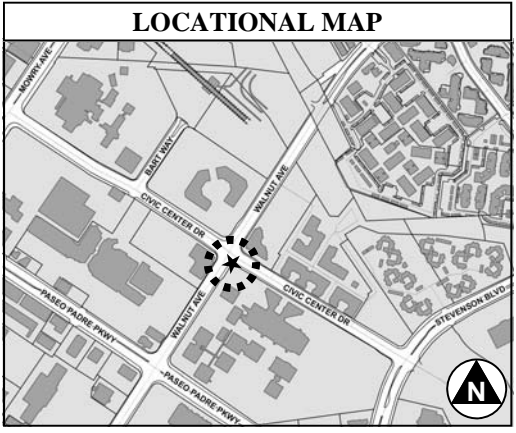 LOCATIONAL MAP
MOWRY AVE
BART WAY
WALNUT AVE
CIVIC CENTER DR
PASEO PADRE PKWY
WALNUT AVE
CIVIC CENTER DR
STEVENSON BLVD
PASEO PADRE PKWY
N